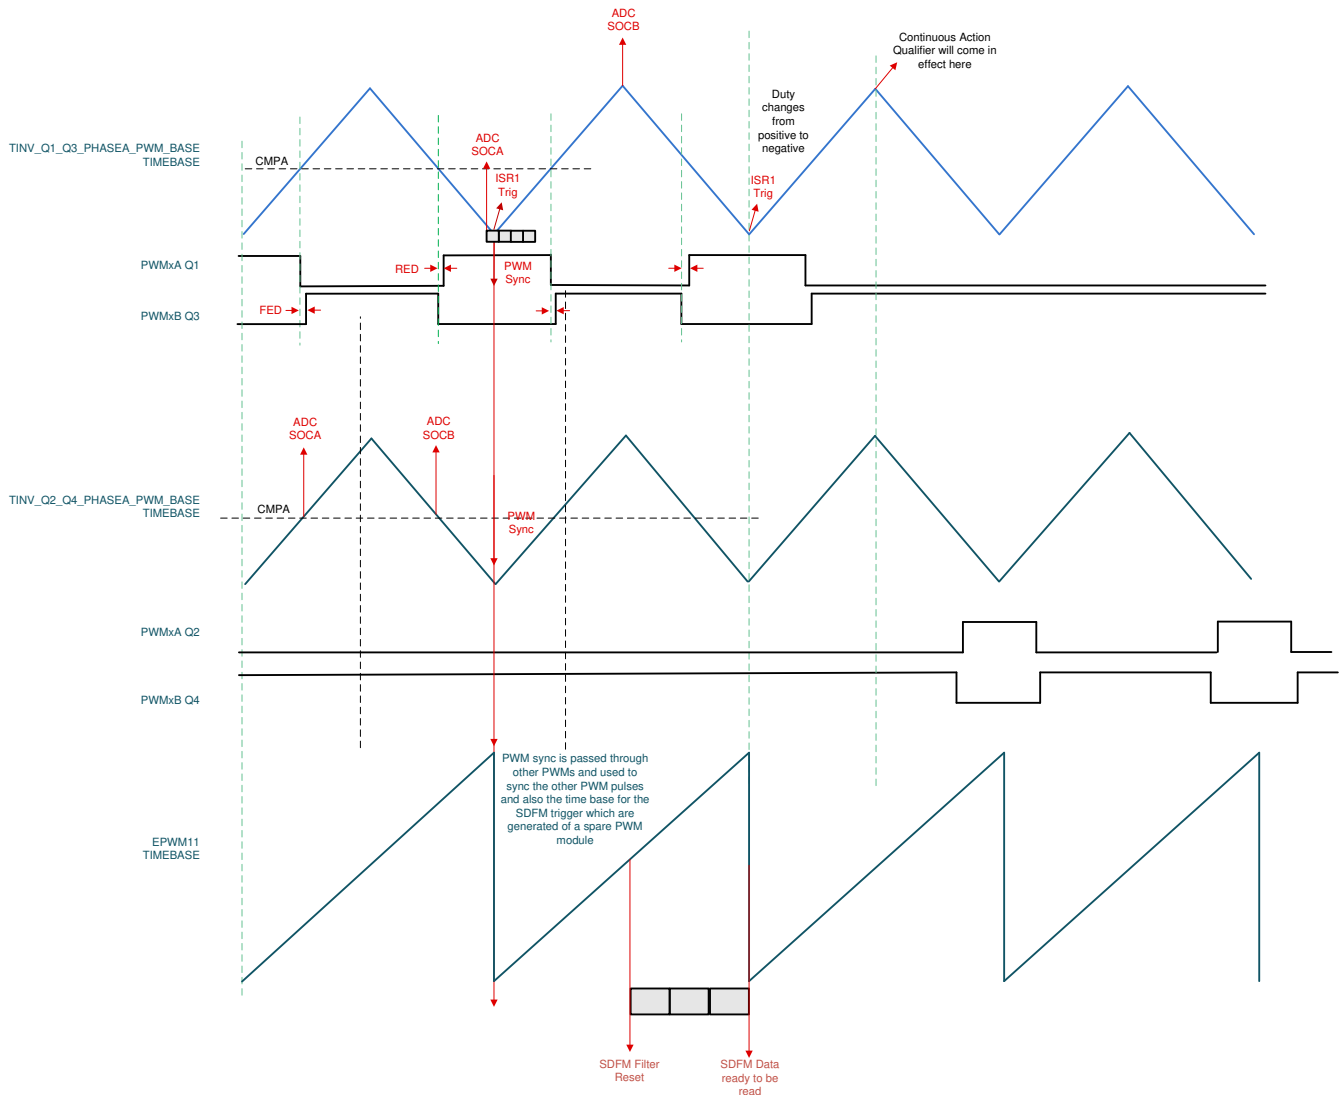 ADC
SOCB
Continuous Action
Qualifier will come in
effect here
Duty
changes
from
positive to
negative
TINV_Q1_Q3_PHASEA_PWM_BASE
TIMEBASE
CMPA
ADC
SOCA
ISR1
Trig
ISR1
Trig
PWMxA Q1
RED
PWM
Sync
FED
PWMxB Q3
ADC
SOCA
ADC
SOCB
TINV_Q2_Q4_PHASEA_PWM_BASE
TIMEBASE
CMPA
PWM
Sync
PWMxA Q2
PWMxB Q4
PWM sync is passed through
other PWMs and used to
sync the other PWM pulses
and also the time base for the
SDFM trigger which are
generated of a spare PWM
module
EPWM11
TIMEBASE
SDFM Filter
Reset
SDFM Data
ready to be
read